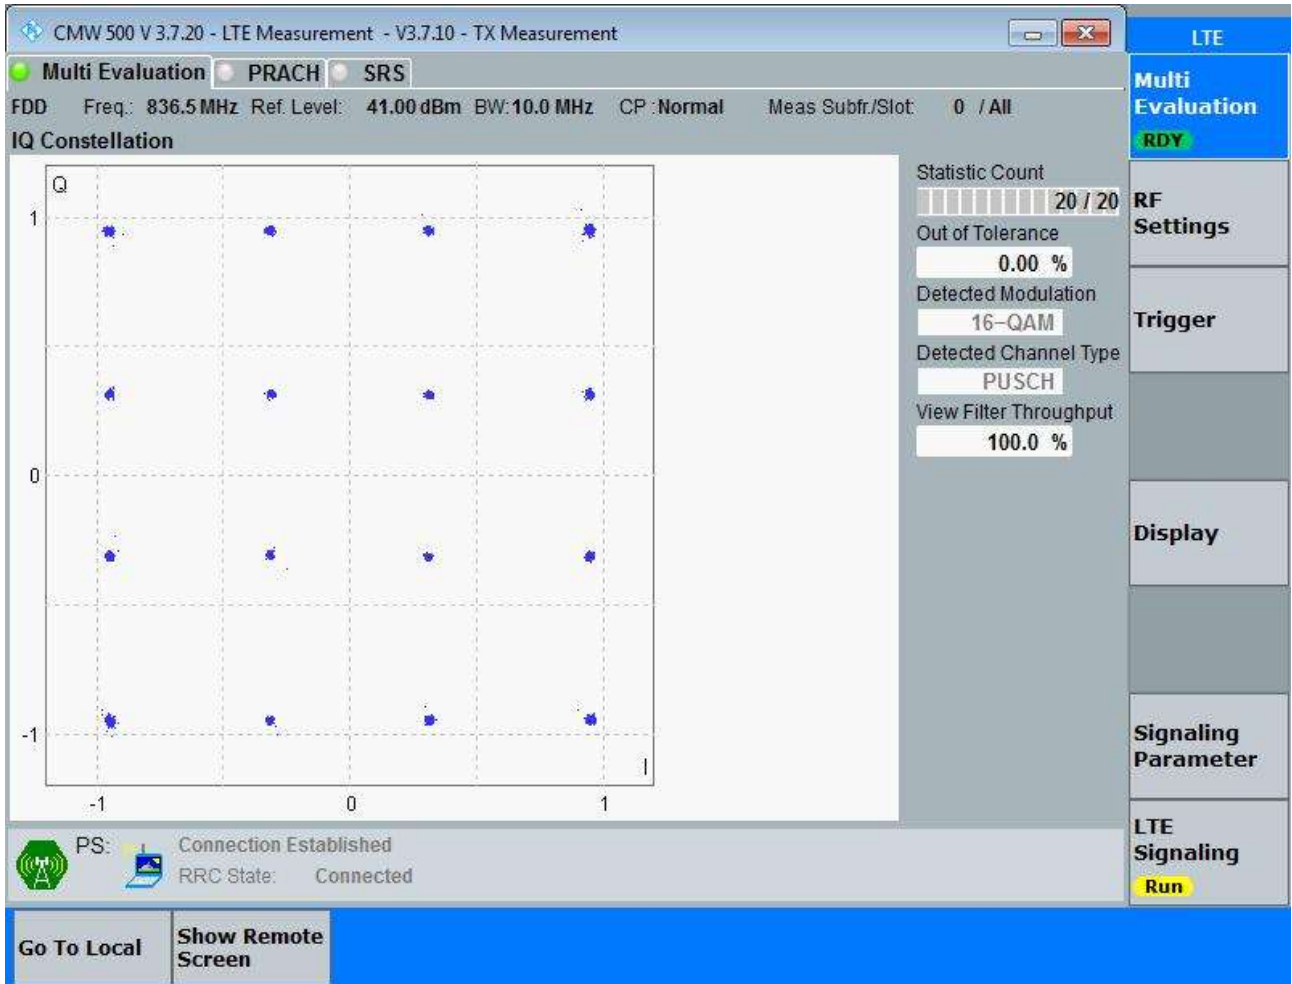 CMW 500 V 3.7.20 - LTE Measurement - V3.7.10 - TX Measurement
LTE
Multi Evaluation PRACH SRS
FDD Freq.: 836.5 MHz Ref. Level: 41.00 dBm BW: 10.0 MHz CP : Normal Meas Subfr./Slot: 0 / All
IQ Constellation
Q
1
0
-1
I
-1 0 1
Statistic Count
20 / 20
Out of Tolerance
0.00 %
Detected Modulation
16-QAM
Detected Channel Type
PUSCH
View Filter Throughput
100.0 %
Multi
Evaluation
RDY
RF
Settings
Trigger
Display
Signaling
Parameter
LTE
Signaling
Run
PS: Connection Established
RRC State: Connected
Go To Local
Show Remote
Screen